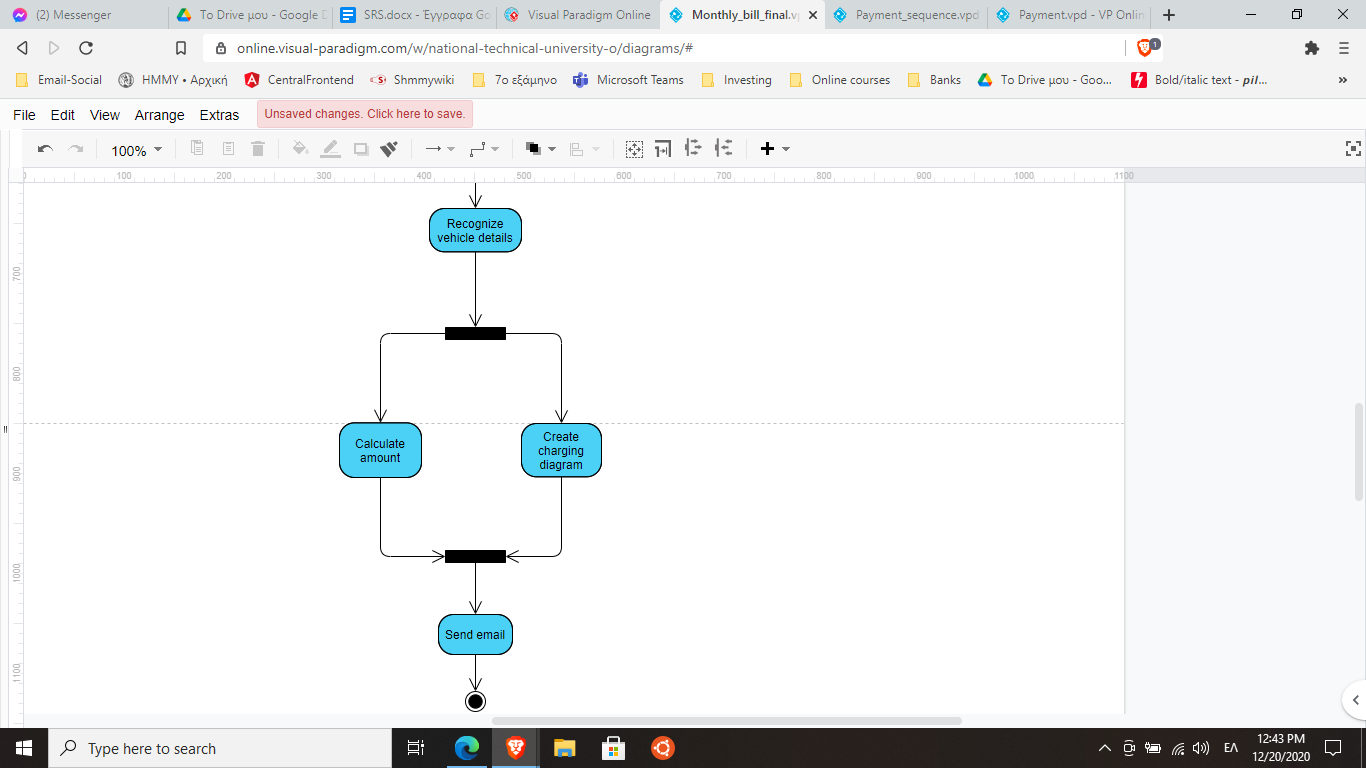 (2) Messenger
Το Drive μου - Google D
SRS.docx - Έγγραφα Go
Visual Paradigm Online
Monthly_bill_final.v
Payment_sequence.vpd
Payment.vpd - VP Onlin
online.visual-paradigm.com/w/national-technical-university-o/diagrams/#
1
Email-Social
HMMY • Αρχική
CentralFrontend
Shmmywiki
7ο εξάμηνο
Microsoft Teams
Investing
Online courses
Banks
Το Drive μου - Goo...
Bold/italic text - pil...
»
File
Edit
View
Arrange
Extras
Unsaved changes. Click here to save.
100%
100
200
300
400
500
600
700
800
900
1000
1100
700
800
900
1000
1100
Recognize
vehicle details
Calculate
amount
Create
charging
diagram
Send email
Type here to search
ΕΛ
12:43 PM
12/20/2020